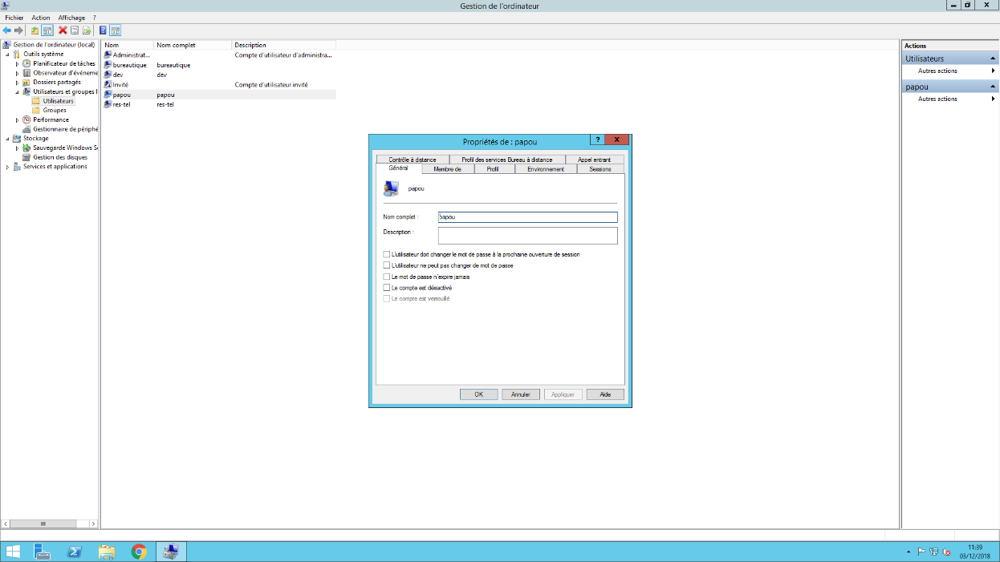 Gestion de l'ordinateur
Fichier Action Affichage ?
Gestion de l'ordinateur (local)
Outils système
Planificateur de tâches
Observateur d'événeme
Dossiers partagés
Utilisateurs et groupes l
Utilisateurs
Groupes
Performance
Gestionnaire de périphé
Stockage
Sauvegarde Windows Se
Gestion des disques
Services et applications
Nom Nom complet Description
Administrat... Compte d'utilisateur d'administra...
bureautique bureautique
dev dev
Invité Compte d'utilisateur invité
papou papou
res-tel res-tel
Actions
Utilisateurs
Autres actions
papou
Autres actions
Propriétés de : papou
? X
Contrôle à distance Profil des services Bureau à distance Appel entrant
Général Membre de Profil Environnement Sessions
papou
Nom complet : papou
Description :
L'utilisateur doit changer le mot de passe à la prochaine ouverture de session
L'utilisateur ne peut pas changer de mot de passe
Le mot de passe n'expire jamais
Le compte est désactivé
Le compte est verrouillé
OK Annuler Appliquer Aide
11:39
03/12/2018